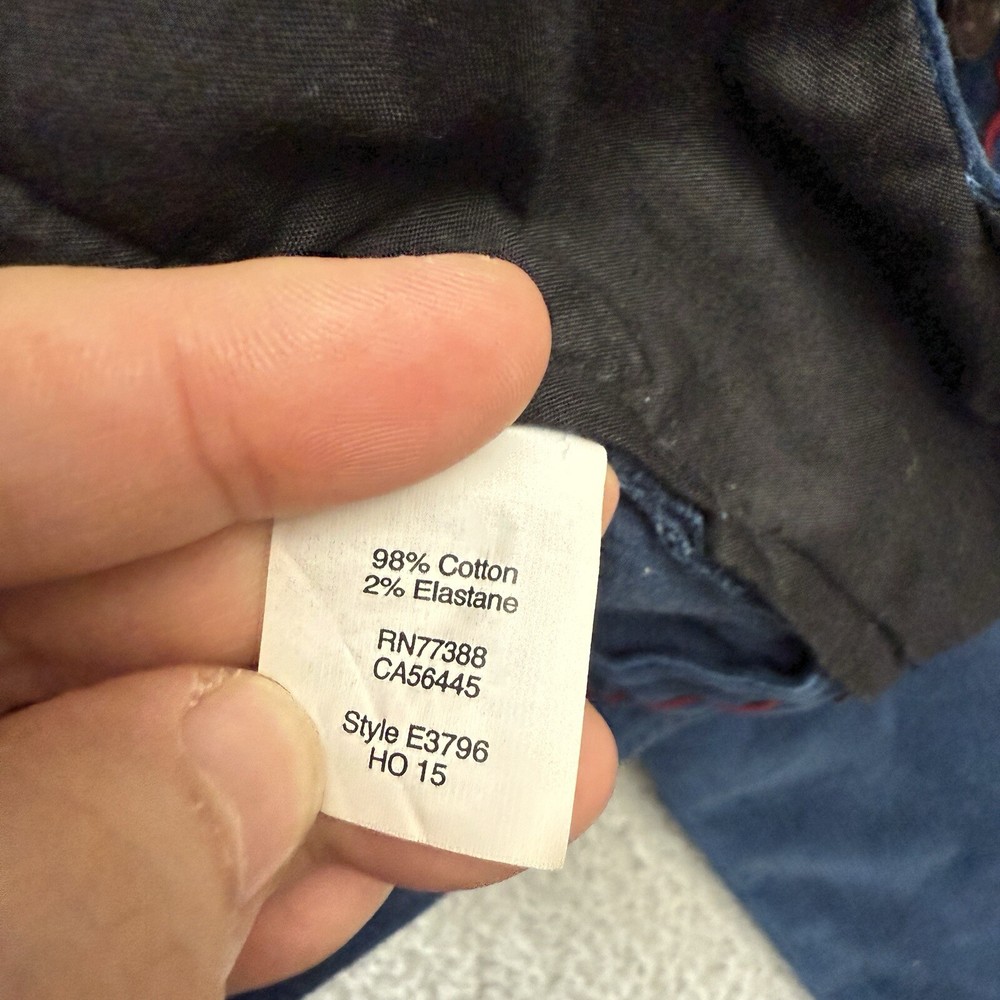 98% Cotton
2% Elastane
RN77388
CA56445
Style E3796
HO 15